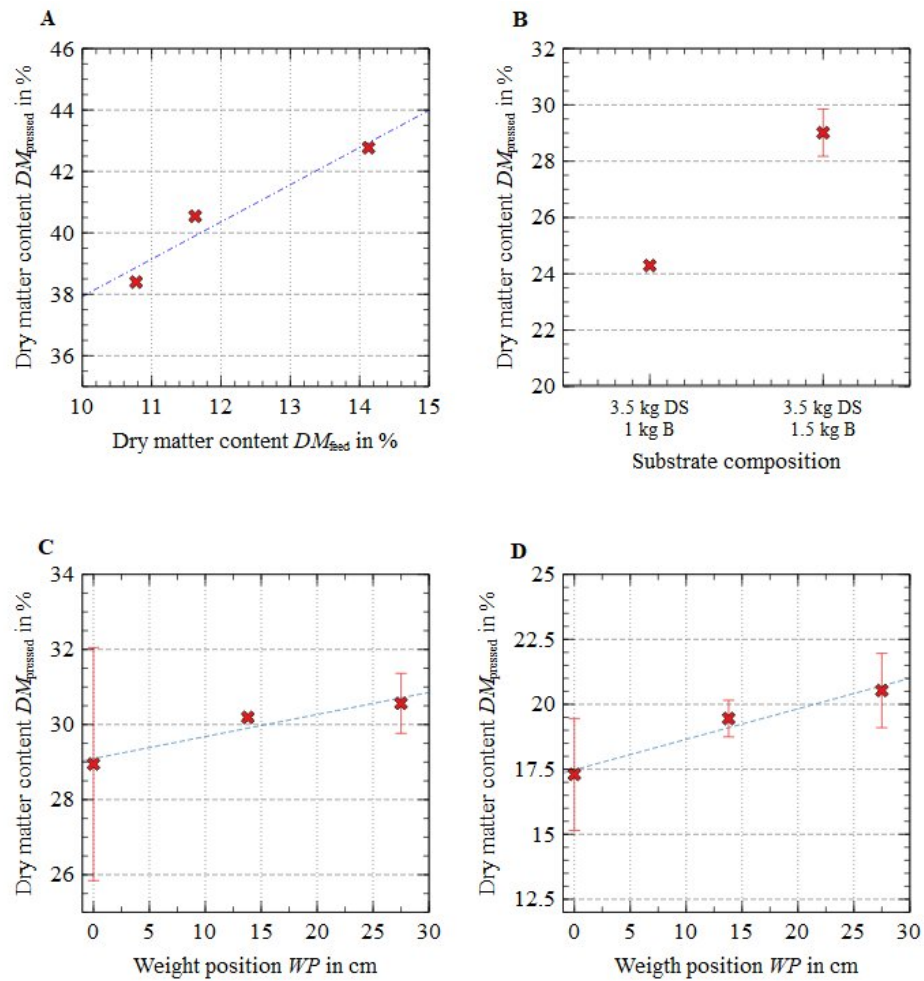 A
46
44
42
40
38
36
10 11 12 13 14 15
Dry matter content DMpressed in %
Dry matter content DMfeed in %
B
32
30
28
26
24
22
20
3.5 kg DS 3.5 kg DS
1 kg B 1.5 kg B
Dry matter content DMpressed in %
Substrate composition
C
34
32
30
28
26
0 5 10 15 20 25 30
Dry matter content DMpressed in %
Weight position WP in cm
D
25
22.5
20
17.5
15
12.5
0 5 10 15 20 25 30
Dry matter content DMpressed in %
Weigth position WP in cm